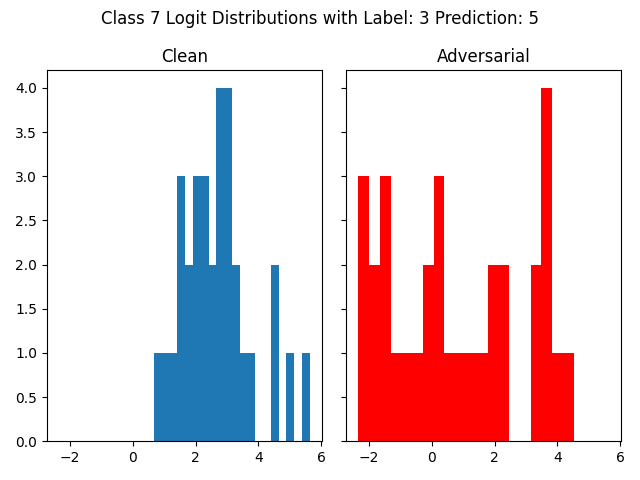 Class 7 Logit Distributions with Label: 3 Prediction: 5
Clean
Adversarial
4.0
3.5
3.0
2.5
2.0
1.5
1.0
0.5
0.0
−2 0 2 4 6
−2 0 2 4 6